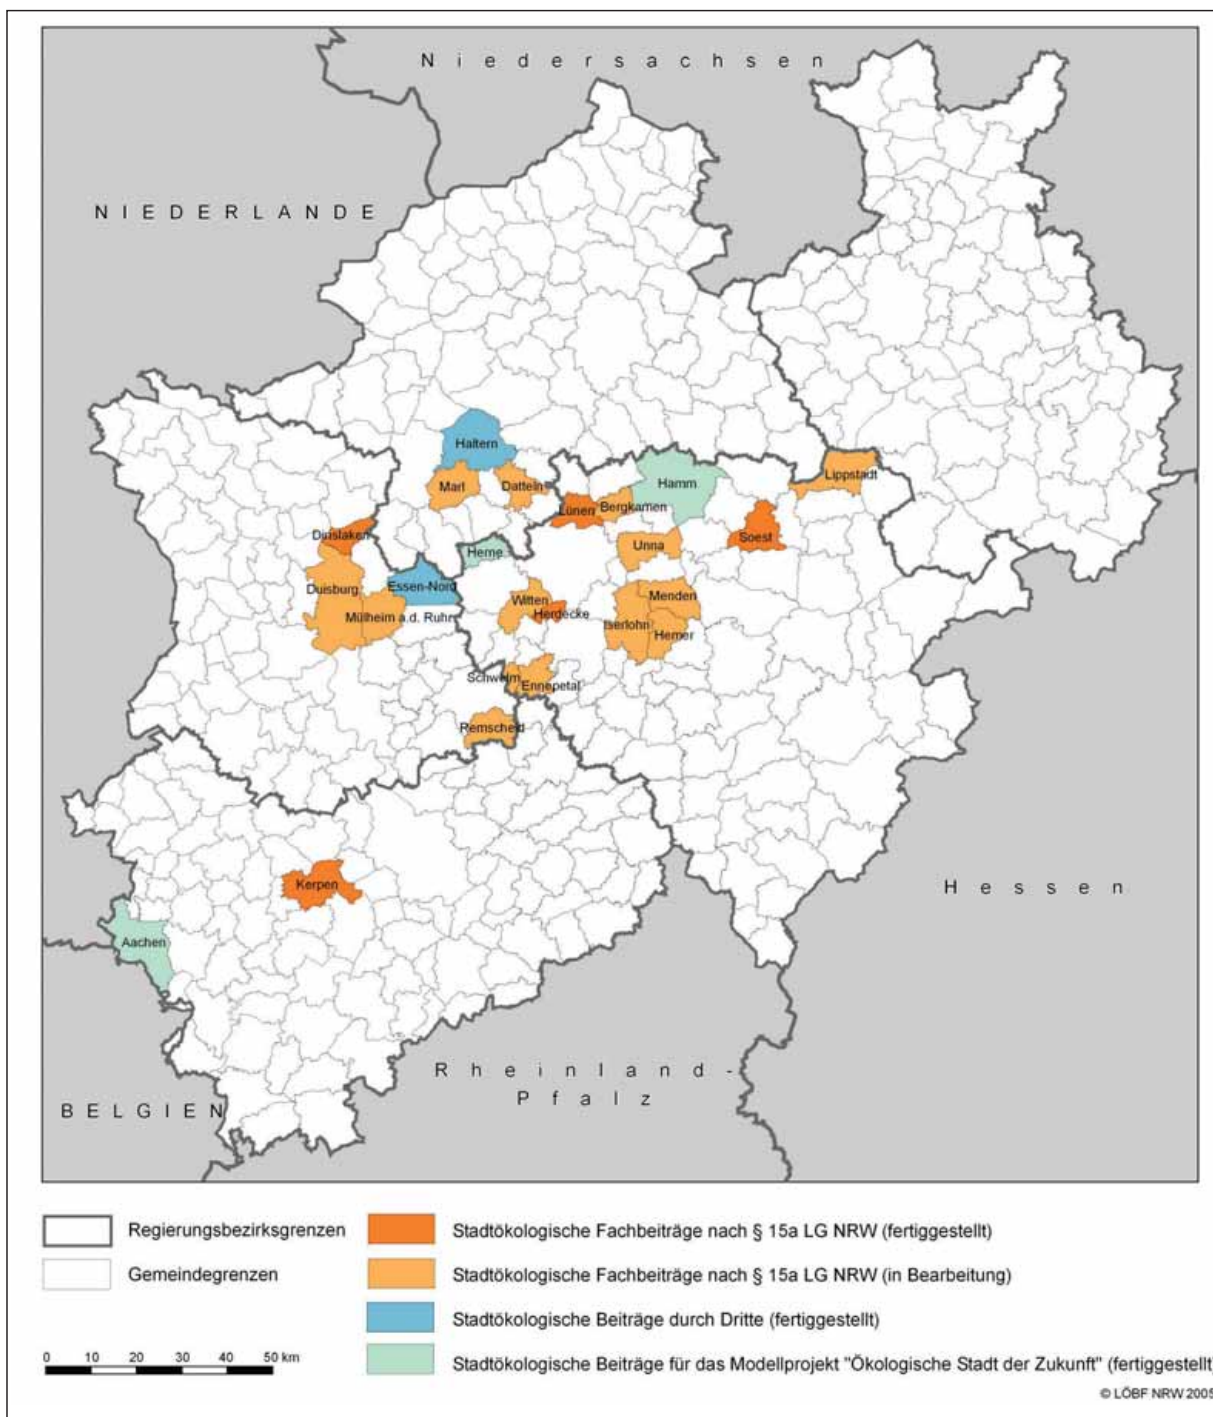 N i e d e r s a c h s e n
N I E D E R L A N D E
Haltern
Marl
Datteln
Hamm
Lippstadt
Lünen
Bergkamen
Soest
Dinslaken
Unna
Herne
Duisburg
Essen-Nord
Witten
Menden
Mülheim a.d. Ruhr
Herdecke
Iserlohn
Hemer
Schwelm
Ennepetal
Remscheid
Kerpen
H e s s e n
Aachen
R h e i n l a n d -
P f a l z
B E L G I E N
Regierungsbezirksgrenzen
Gemeindegrenzen
Stadtökologische Fachbeiträge nach § 15a LG NRW (fertiggestellt)
Stadtökologische Fachbeiträge nach § 15a LG NRW (in Bearbeitung)
Stadtökologische Beiträge durch Dritte (fertiggestellt)
Stadtökologische Beiträge für das Modellprojekt "Ökologische Stadt der Zukunft" (fertiggestellt)
0 10 20 30 40 50 km
© LÖBF NRW 2005